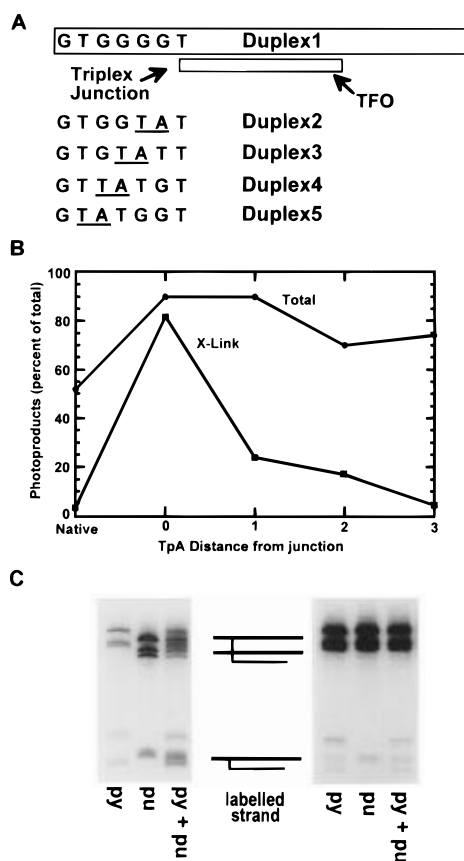 A
G T G G G G T Duplex1
Triplex
Junction
TFO
G T G G T A T Duplex2
G T G T A T T Duplex3
G T T A T G T Duplex4
G T A T G G T Duplex5
B
Photoproducts (percent of total)
100
80
60
40
20
0
Total
X-Link
Native 0 1 2 3
TpA Distance from junction
C
py
pu
py + pu
labelled
strand
py
pu
py + pu